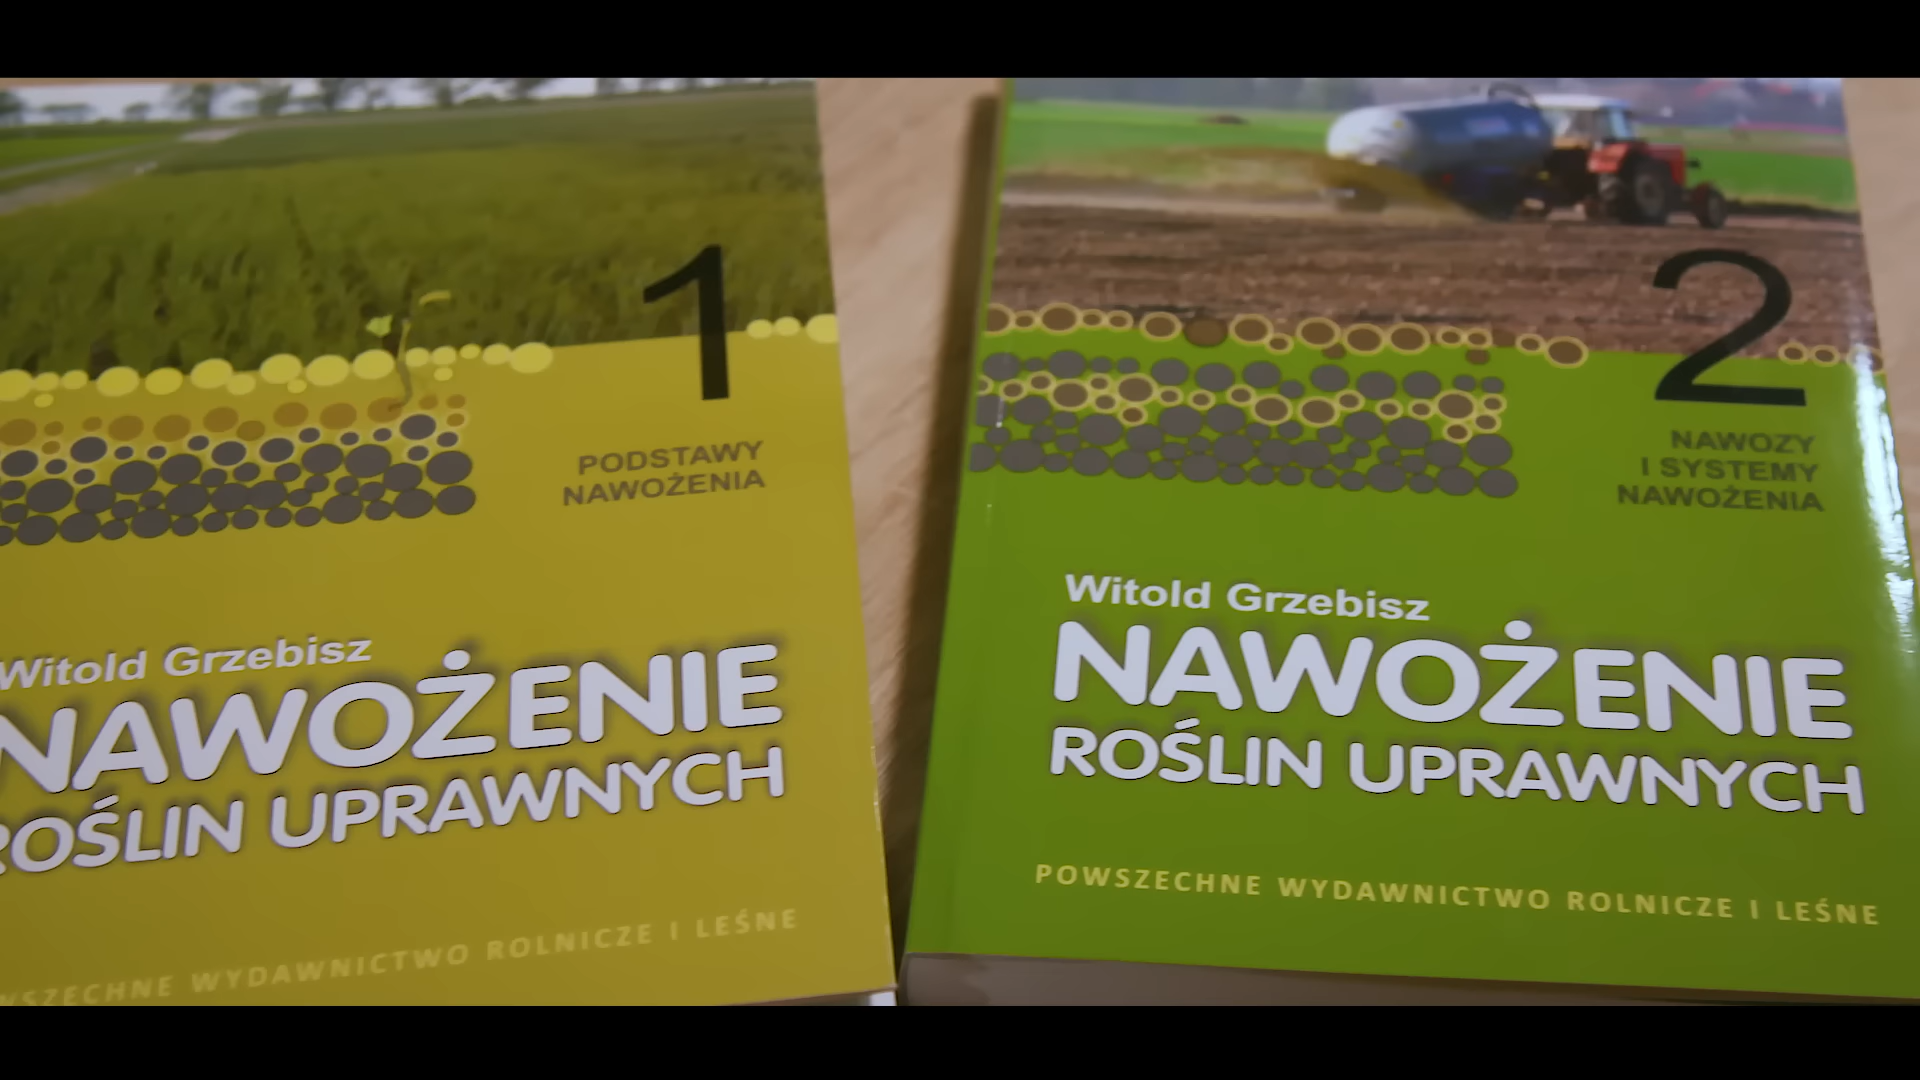 1
PODSTAWY
NAWOŻENIA
Witold Grzebisz
NAWOŻENIE
ROŚLIN UPRAWNYCH
WYDAWNICTWO ROLNICZE I LEŚNE
2
NAWOZY
I SYSTEMY
NAWOŻENIA
Witold Grzebisz
NAWOŻENIE
ROŚLIN UPRAWNYCH
POWSZECHNE WYDAWNICTWO ROLNICZE I LEŚNE